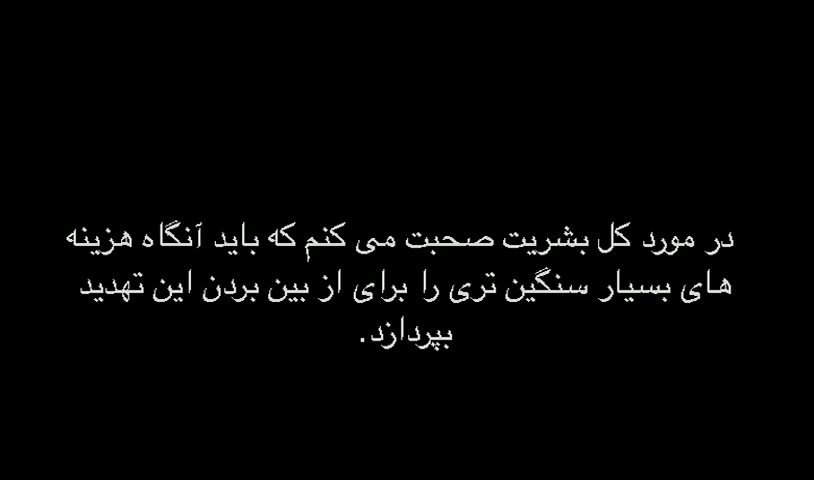 در مورد کل بشریت صحبت می کنم که باید آنگاه هزینه
های بسیار سنگین تری را برای از بین بردن این تهدید
بپردازد.